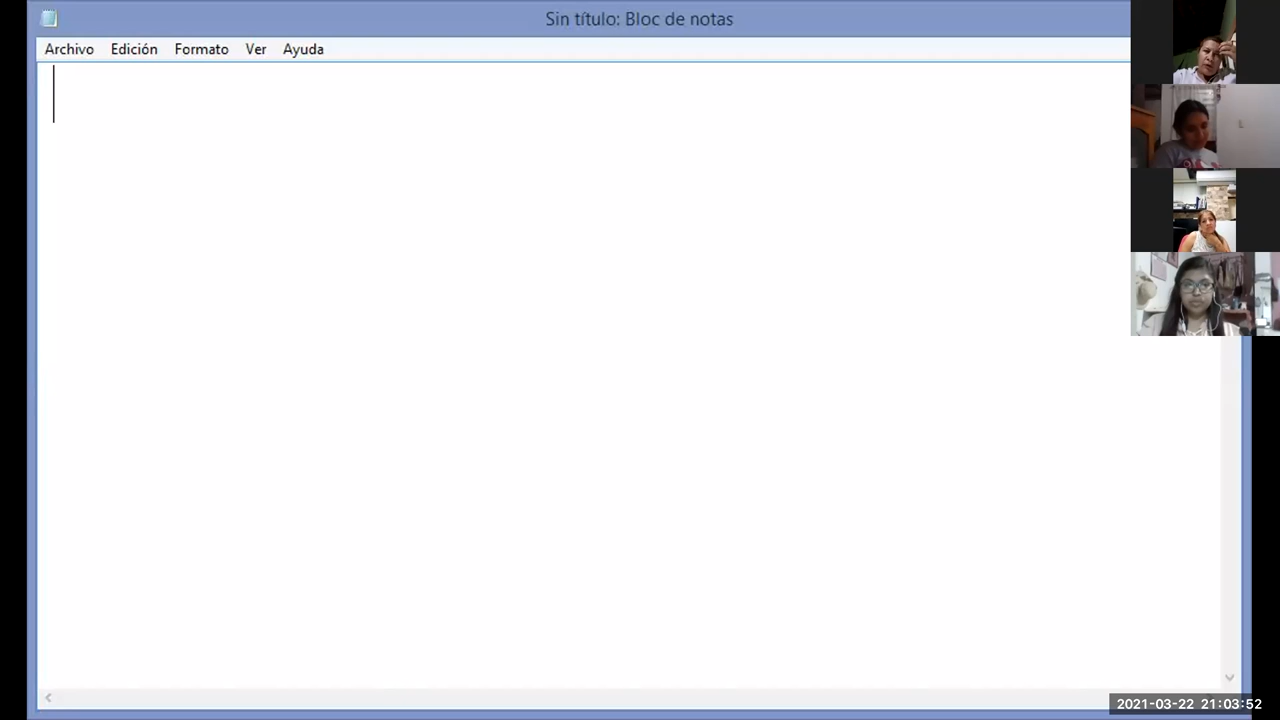 Sin título: Bloc de notas
Archivo Edición Formato Ver Ayuda
2021-03-22 21:03:52